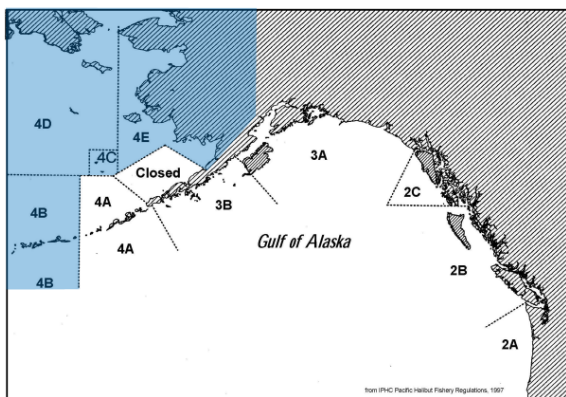 4D
4E
4C
Closed
3A
4B
4A
3B
2C
4A
Gulf of Alaska
2B
4B
2A
from IPHC Pacific Halibut Fishery Regulations, 1997